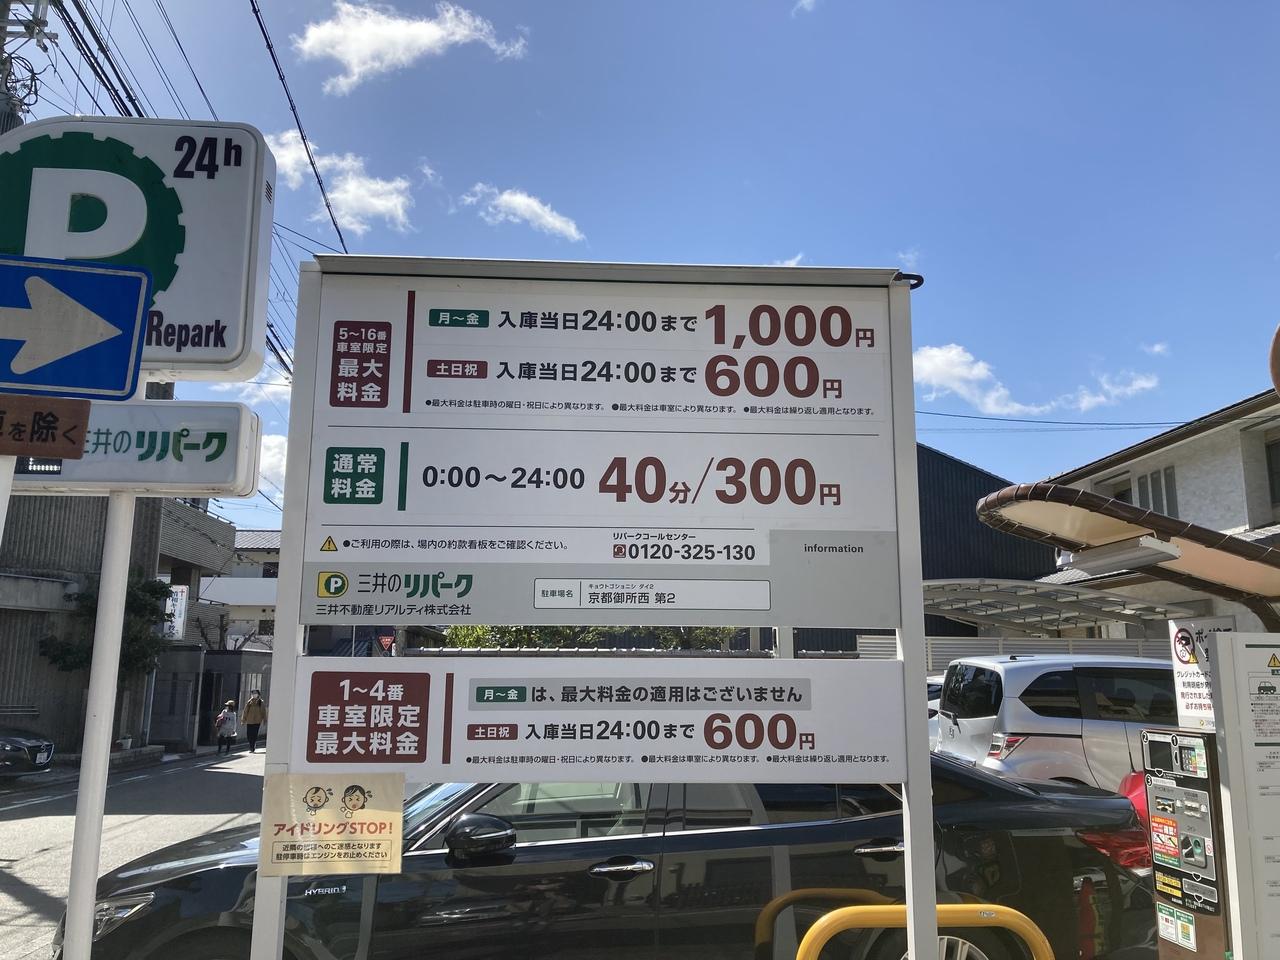 24h
P
Repark
を除く
三井のリパーク
5～16番
車室限定
最大
料金
月～金 入庫当日24:00まで 1,000円
土日祝 入庫当日24:00まで 600円
●最大料金は駐車時の曜日・祝日により異なります。 ●最大料金は車室により異なります。 ●最大料金は繰り返し適用となります。
通常
料金
0:00～24:00 40分/300円
●ご利用の際は、場内の約款看板をご確認ください。
リパークコールセンター
0120-325-130
information
P 三井のリパーク
三井不動産リアルティ株式会社
駐車場名
キョウトゴショニシ ダイ2
京都御所西 第2
1～4番
車室限定
最大料金
月～金 は、最大料金の適用はございません
土日祝 入庫当日24:00まで 600円
●最大料金は駐車時の曜日・祝日により異なります。 ●最大料金は車室により異なります。 ●最大料金は繰り返し適用となります。
アイドリングSTOP!
近隣の皆様へのご迷惑となります
駐停車時はエンジンをお止めください
HYBRID